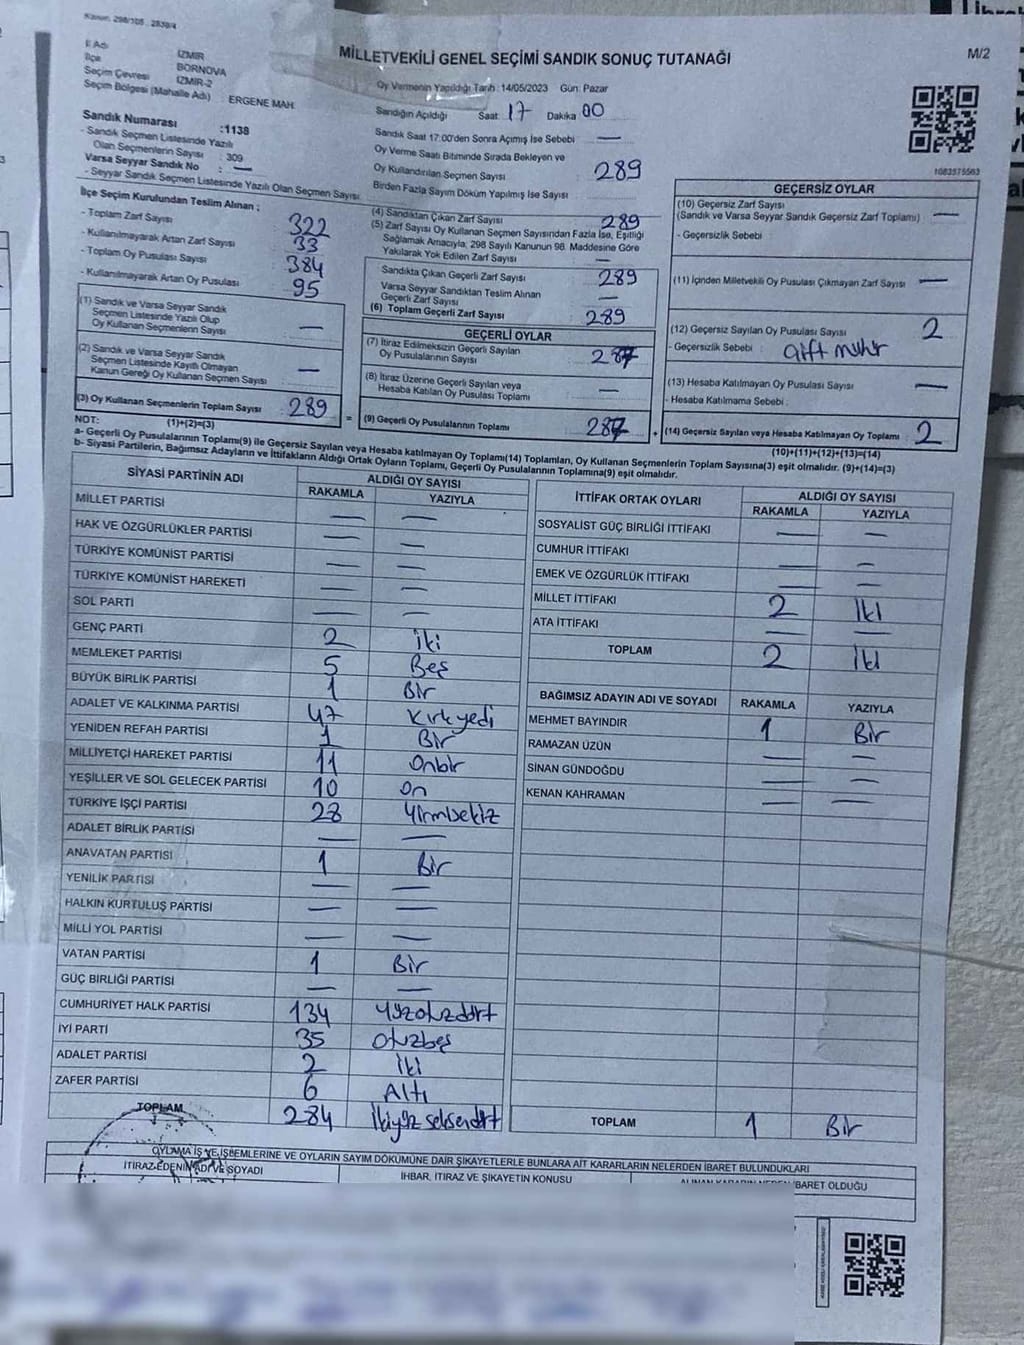 Kanun: 298/105 , 2839/4
MİLLETVEKİLİ GENEL SEÇİMİ SANDIK SONUÇ TUTANAĞI
M/2
İl Adı : İZMİR
İlçe BORNOVA
Seçim Çevresi İZMİR-2
Seçim Bölgesi (Mahalle Adı) : ERGENE MAH.
Oy Vermenin Yapıldığı Tarih : 14/05/2023 Gün: Pazar
Sandığın Açıldığı Saat 17 Dakika 00
Sandık Saat 17:00'den Sonra Açımış İse Sebebi —
Oy Verme Saati Bitiminde Sırada Bekleyen ve
Oy Kullandırılan Seçmen Sayısı 289
Birden Fazla Sayım Döküm Yapılmış İse Sayısı
Sandık Numarası :1138
- Sandık Seçmen Listesinde Yazılı
Olan Seçmenlerin Sayısı : 309
Varsa Seyyar Sandık No : —
- Seyyar Sandık Seçmen Listesinde Yazılı Olan Seçmen Sayısı
1083575563
İlçe Seçim Kurulundan Teslim Alınan ;
- Toplam Zarf Sayısı 322
- Kullanılmayarak Artan Zarf Sayısı 33
- Toplam Oy Pusulası Sayısı 384
- Kullanılmayarak Artan Oy Pusulası 95
(1) Sandık ve Varsa Seyyar Sandık
Seçmen Listesinde Yazılı Olup
Oy Kullanan Seçmenlerin Sayısı —
(2) Sandık ve Varsa Seyyar Sandık
Seçmen Listesinde Kayıtlı Olmayan
Kanun Gereği Oy Kullanan Seçmen Sayısı —
(3) Oy Kullanan Seçmenlerin Toplam Sayısı : 289
(4) Sandıktan Çıkan Zarf Sayısı 289
(5) Zarf Sayısı Oy Kullanan Seçmen Sayısından Fazla İse, Eşitliği
Sağlamak Amacıyla, 298 Sayılı Kanunun 98. Maddesine Göre
Yakılarak Yok Edilen Zarf Sayısı —
Sandıkta Çıkan Geçerli Zarf Sayısı 289
Varsa Seyyar Sandıktan Teslim Alınan
Geçerli Zarf Sayısı —
(6) Toplam Geçerli Zarf Sayısı 289
GEÇERLİ OYLAR
(7) İtiraz Edilmeksizin Geçerli Sayılan
Oy Pusulalarının Sayısı 287
(8) İtiraz Üzerine Geçerli Sayılan veya
Hesaba Katılan Oy Pusulası Toplamı —
= (9) Geçerli Oy Pusulalarının Toplamı 287
GEÇERSİZ OYLAR
(10) Geçersiz Zarf Sayısı
(Sandık ve Varsa Seyyar Sandık Geçersiz Zarf Toplamı) —
- Geçersizlik Sebebi :
(11) İçinden Milletvekili Oy Pusulası Çıkmayan Zarf Sayısı —
(12) Geçersiz Sayılan Oy Pusulası Sayısı 2
- Geçersizlik Sebebi : çift mühür
(13) Hesaba Katılmayan Oy Pusulası Sayısı —
- Hesaba Katılmama Sebebi :
+ (14) Geçersiz Sayılan veya Hesaba Katılmayan Oy Toplamı 2
NOT: (1)+(2)=(3)
(10)+(11)+(12)+(13)=(14)
a- Geçerli Oy Pusulalarının Toplamı(9) ile Geçersiz Sayılan veya Hesaba katılmayan Oy Toplamı(14) Toplamları, Oy Kullanan Seçmenlerin Toplam Sayısına(3) eşit olmalıdır. (9)+(14)=(3)
b- Siyasi Partilerin, Bağımsız Adayların ve İttifakların Aldığı Ortak Oyların Toplamı, Geçerli Oy Pusulalarının Toplamına(9) eşit olmalıdır.
SİYASİ PARTİNİN ADI ALDIĞI OY SAYISI
RAKAMLA YAZIYLA
MİLLET PARTİSİ — —
HAK VE ÖZGÜRLÜKLER PARTİSİ — —
TÜRKİYE KOMÜNİST PARTİSİ — —
TÜRKİYE KOMÜNİST HAREKETİ — —
SOL PARTİ — —
GENÇ PARTİ 2 İki
MEMLEKET PARTİSİ 5 Beş
BÜYÜK BİRLİK PARTİSİ 1 Bir
ADALET VE KALKINMA PARTİSİ 47 Kırkyedi
YENİDEN REFAH PARTİSİ 1 Bir
MİLLİYETÇİ HAREKET PARTİSİ 11 Onbir
YEŞİLLER VE SOL GELECEK PARTİSİ 10 On
TÜRKİYE İŞÇİ PARTİSİ 28 Yirmisekiz
ADALET BİRLİK PARTİSİ — —
ANAVATAN PARTİSİ 1 Bir
YENİLİK PARTİSİ — —
HALKIN KURTULUŞ PARTİSİ — —
MİLLİ YOL PARTİSİ — —
VATAN PARTİSİ 1 Bir
GÜÇ BİRLİĞİ PARTİSİ — —
CUMHURİYET HALK PARTİSİ 134 Yüzotuzdört
İYİ PARTİ 35 Otuzbeş
ADALET PARTİSİ 2 İki
ZAFER PARTİSİ 6 Altı
TOPLAM 284 İkiyüz seksendört
İTTİFAK ORTAK OYLARI ALDIĞI OY SAYISI
RAKAMLA YAZIYLA
SOSYALİST GÜÇ BİRLİĞİ İTTİFAKI — —
CUMHUR İTTİFAKI — —
EMEK VE ÖZGÜRLÜK İTTİFAKI — —
MİLLET İTTİFAKI 2 İki
ATA İTTİFAKI — —
TOPLAM 2 İki
BAĞIMSIZ ADAYIN ADI VE SOYADI RAKAMLA YAZIYLA
MEHMET BAYINDIR 1 Bir
RAMAZAN ÜZÜN — —
SİNAN GÜNDOĞDU — —
KENAN KAHRAMAN — —
TOPLAM 1 Bir
OYLAMA İŞ VE İŞLEMLERİNE VE OYLARIN SAYIM DÖKÜMÜNE DAİR ŞİKAYETLERLE BUNLARA AİT KARARLARIN NELERDEN İBARET BULUNDUKLARI
İTİRAZ EDENİN ADI VE SOYADI İHBAR, İTİRAZ VE ŞİKAYETİN KONUSU ALINAN KARARIN NEDEN İBARET OLDUĞU